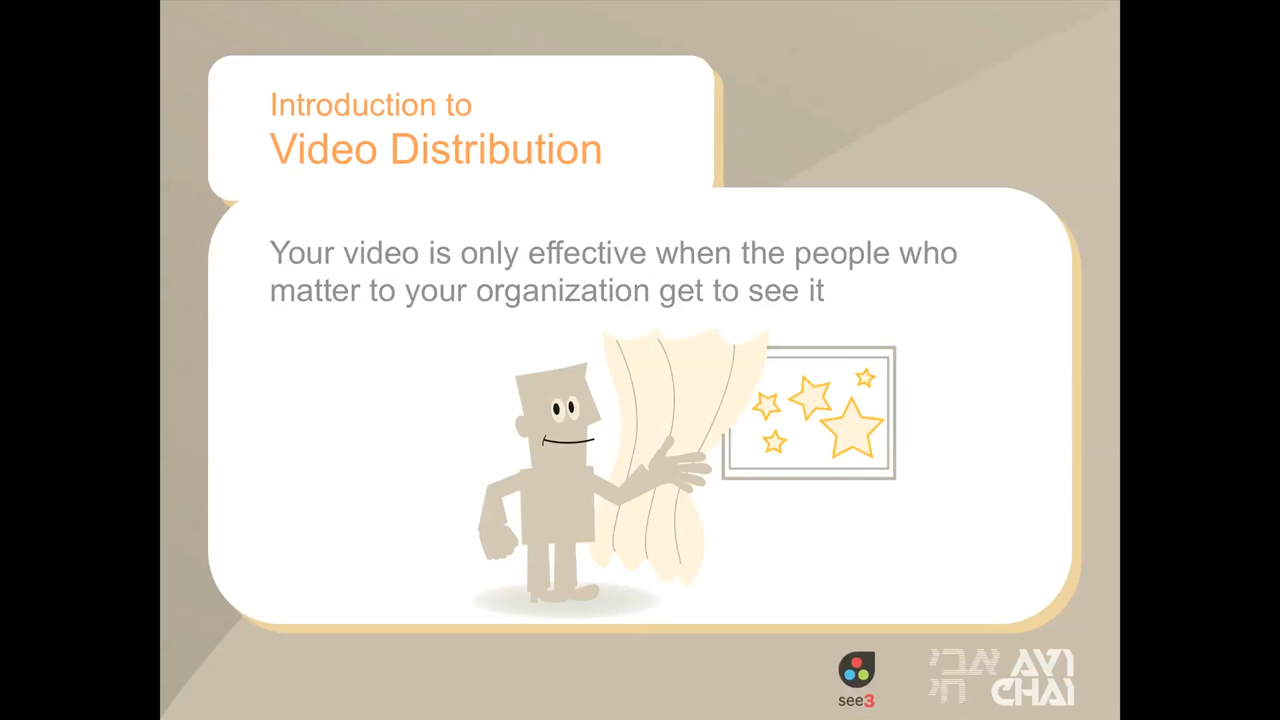 Introduction to
Video Distribution
Your video is only effective when the people who
matter to your organization get to see it
see3
אבי
חי
AVI
CHAI